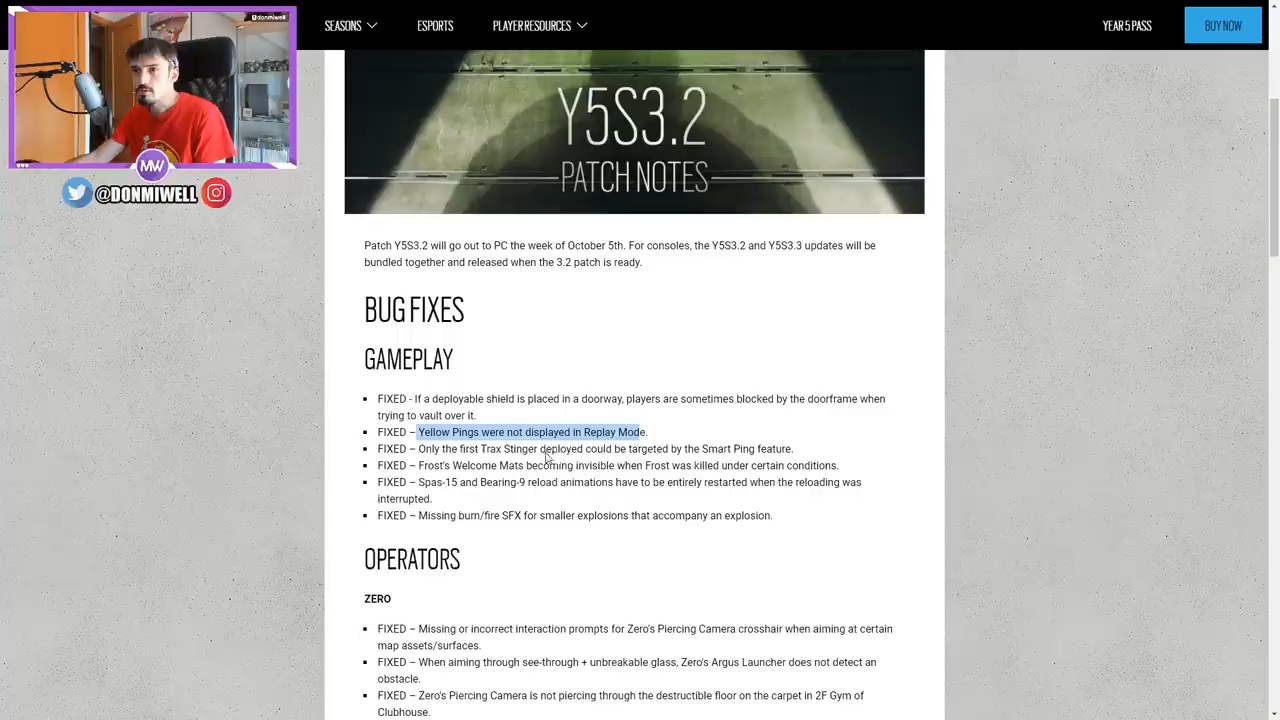 @donmiwell
SEASONS
ESPORTS
PLAYER RESOURCES
YEAR 5 PASS
BUY NOW
MW
@DONMIWELL
Y5S3.2
PATCH NOTES
Patch Y5S3.2 will go out to PC the week of October 5th. For consoles, the Y5S3.2 and Y5S3.3 updates will be
bundled together and released when the 3.2 patch is ready.
BUG FIXES
GAMEPLAY
▪ FIXED - If a deployable shield is placed in a doorway, players are sometimes blocked by the doorframe when
trying to vault over it.
▪ FIXED – Yellow Pings were not displayed in Replay Mode.
▪ FIXED – Only the first Trax Stinger deployed could be targeted by the Smart Ping feature.
▪ FIXED – Frost's Welcome Mats becoming invisible when Frost was killed under certain conditions.
▪ FIXED – Spas-15 and Bearing-9 reload animations have to be entirely restarted when the reloading was
interrupted.
▪ FIXED – Missing burn/fire SFX for smaller explosions that accompany an explosion.
OPERATORS
ZERO
▪ FIXED – Missing or incorrect interaction prompts for Zero's Piercing Camera crosshair when aiming at certain
map assets/surfaces.
▪ FIXED – When aiming through see-through + unbreakable glass, Zero's Argus Launcher does not detect an
obstacle.
▪ FIXED – Zero's Piercing Camera is not piercing through the destructible floor on the carpet in 2F Gym of
Clubhouse.